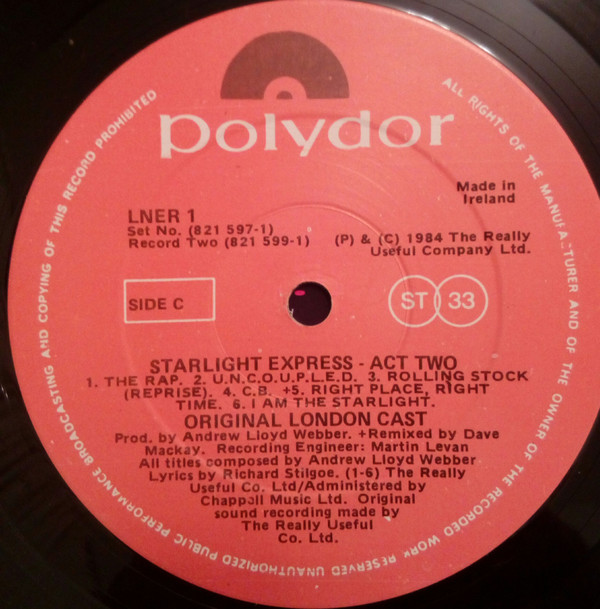 polydor
Made in
Ireland
LNER 1
Set No. (821 597-1)
Record Two (821 599-1)
(P) & (C) 1984 The Really
Useful Company Ltd.
SIDE C
ST 33
STARLIGHT EXPRESS - ACT TWO
1. THE RAP. 2. U.N.C.O.U.P.L.E.D. 3. ROLLING STOCK
(REPRISE). 4. C.B. +5. RIGHT PLACE, RIGHT
TIME. 6. I AM THE STARLIGHT.
ORIGINAL LONDON CAST
Prod. by Andrew Lloyd Webber. +Remixed by Dave
Mackay. Recording Engineer: Martin Levan
All titles composed by Andrew Lloyd Webber
Lyrics by Richard Stilgoe. (1-6) The Really
Useful Co. Ltd/Administered by
Chappall Music Ltd. Original
sound recording made by
The Really Useful
Co. Ltd.
ALL RIGHTS OF THE MANUFACTURER AND OF THE OWNER OF THE RECORDED WORK RESERVED UNAUTHORIZED PUBLIC PERFORMANCE BROADCASTING AND COPYING OF THIS RECORD PROHIBITED